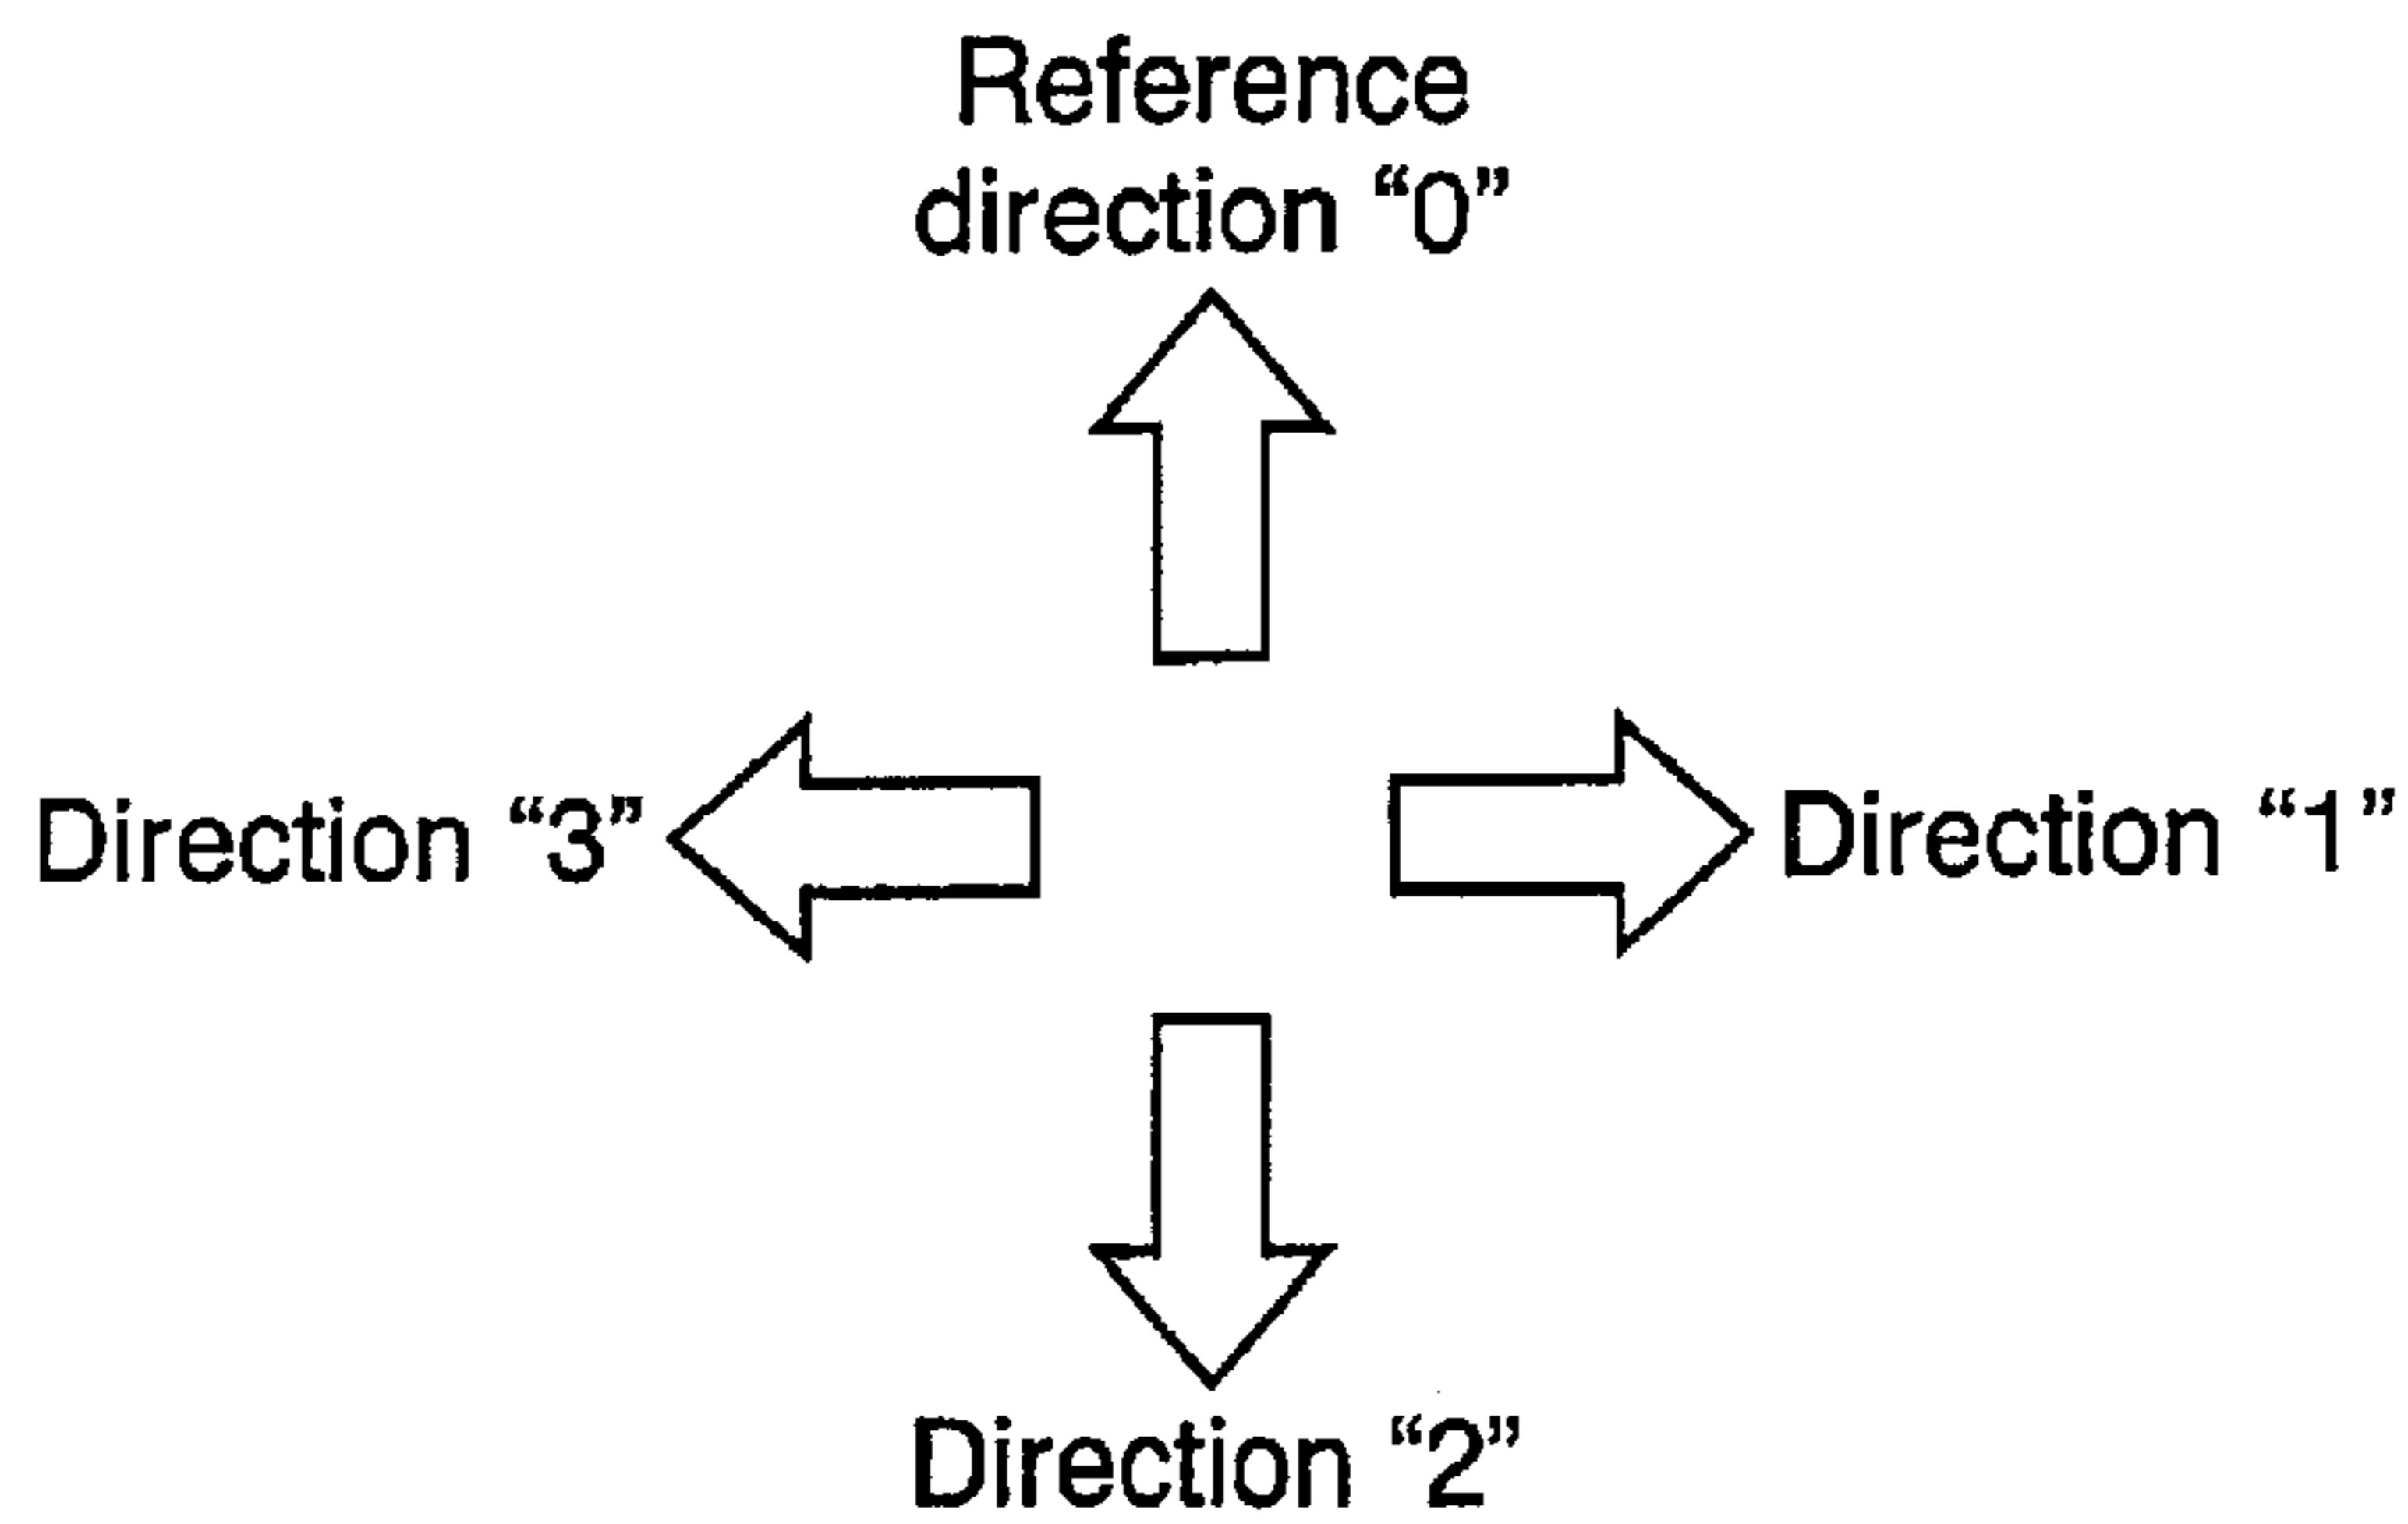 Reference
direction “0”
Direction “3”
Direction “1”
Direction “2”